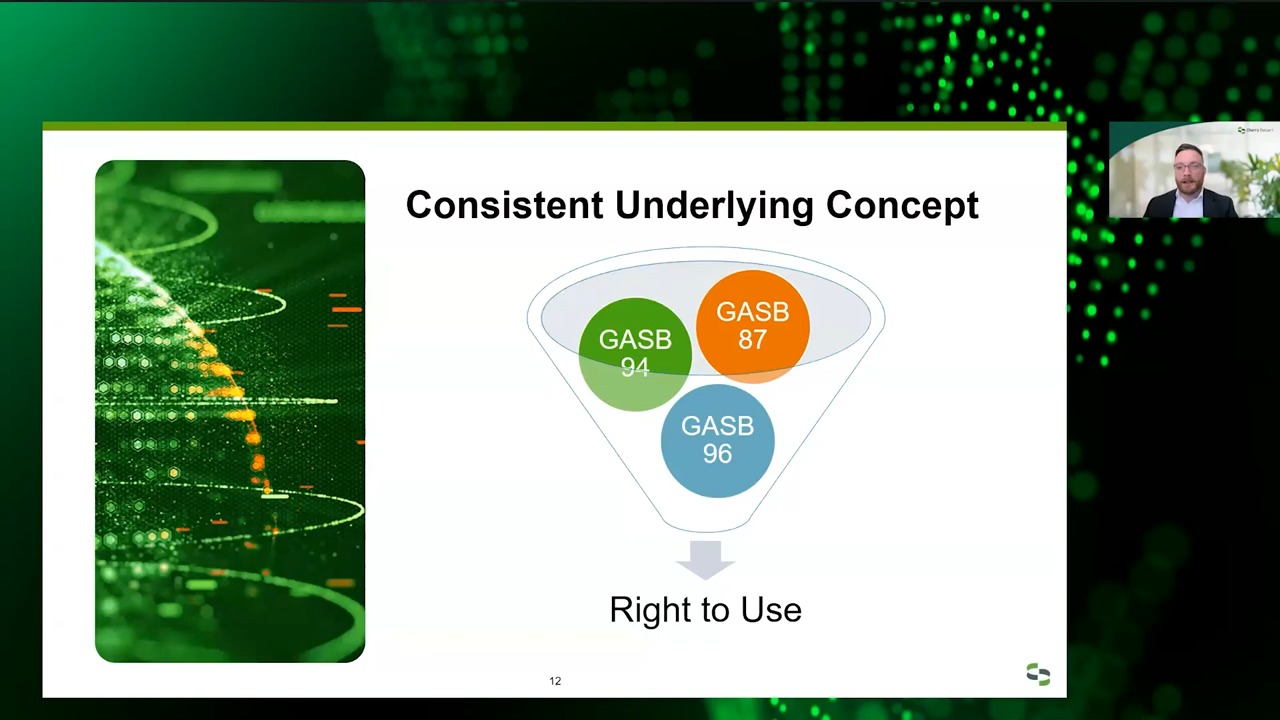 Consistent Underlying Concept
GASB
87
GASB
94
GASB
96
Right to Use
12